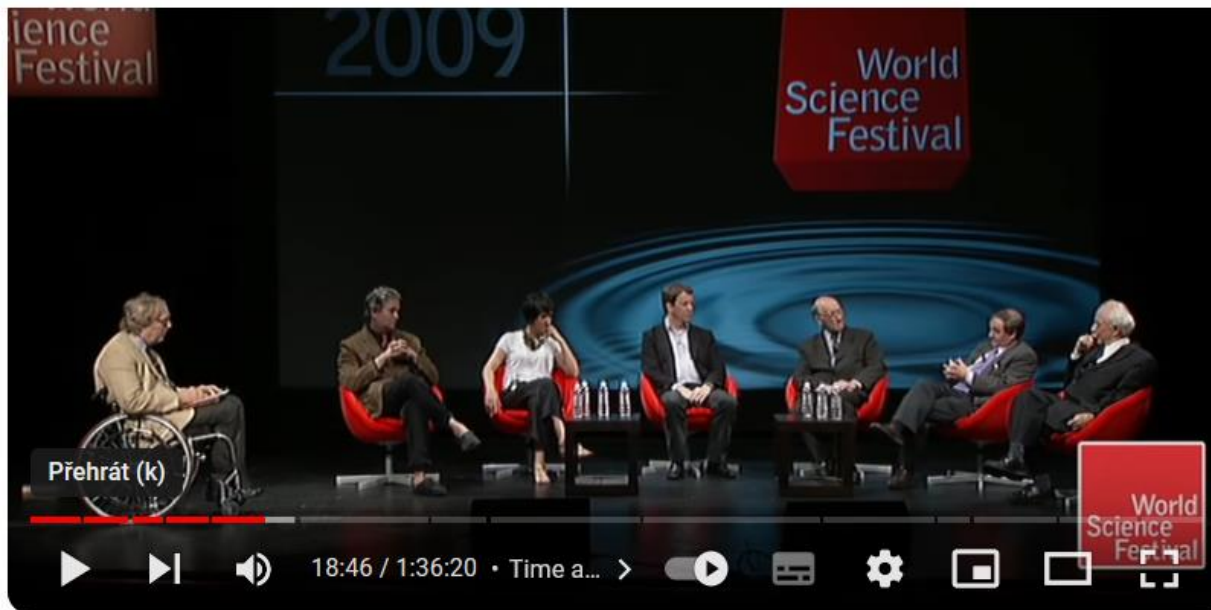 ience
Festival
2009
World
Science
Festival
Přehrát (k)
World
Science
Festival
18:46 / 1:36:20 • Time a...